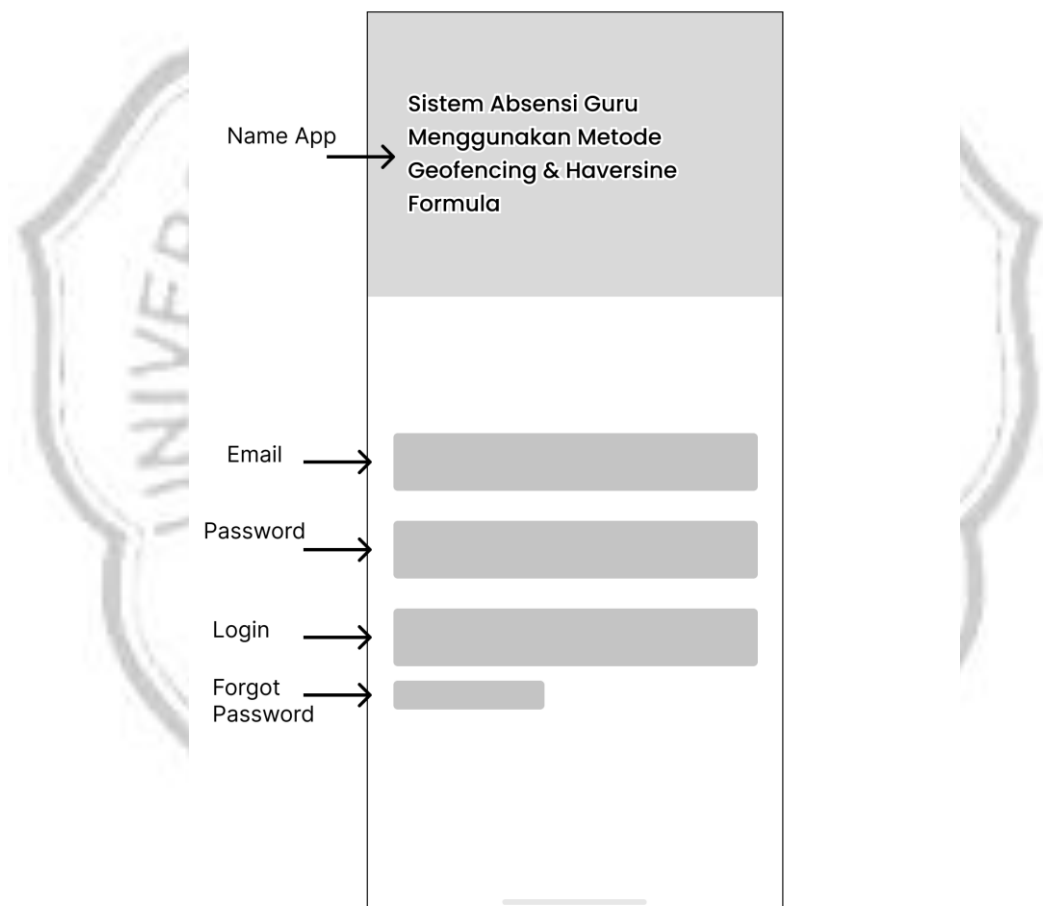 Sistem Absensi Guru
Menggunakan Metode
Geofencing & Haversine
Formula
Name App
Email
Password
Login
Forgot
Password